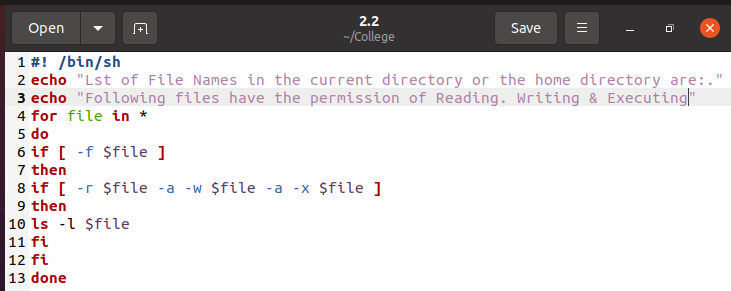 Open 2.2 Save
~/College
1 #! /bin/sh
2 echo "Lst of File Names in the current directory or the home directory are:."
3 echo "Following files have the permission of Reading. Writing & Executing"
4 for file in *
5 do
6 if [ -f $file ]
7 then
8 if [ -r $file -a -w $file -a -x $file ]
9 then
10 ls -l $file
11 fi
12 fi
13 done